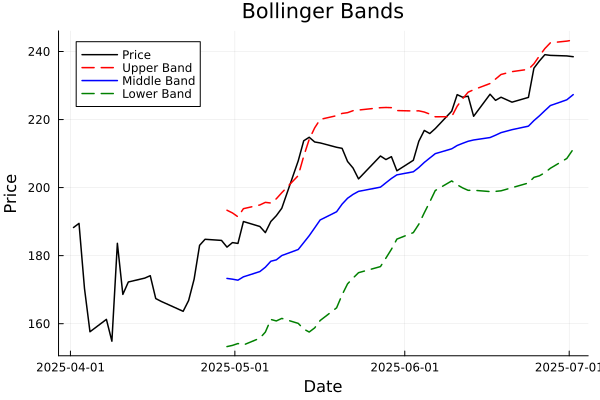 Bollinger Bands
Price
Upper Band
Middle Band
Lower Band
240
220
200
180
160
Price
2025-04-01
2025-05-01
2025-06-01
2025-07-01
Date